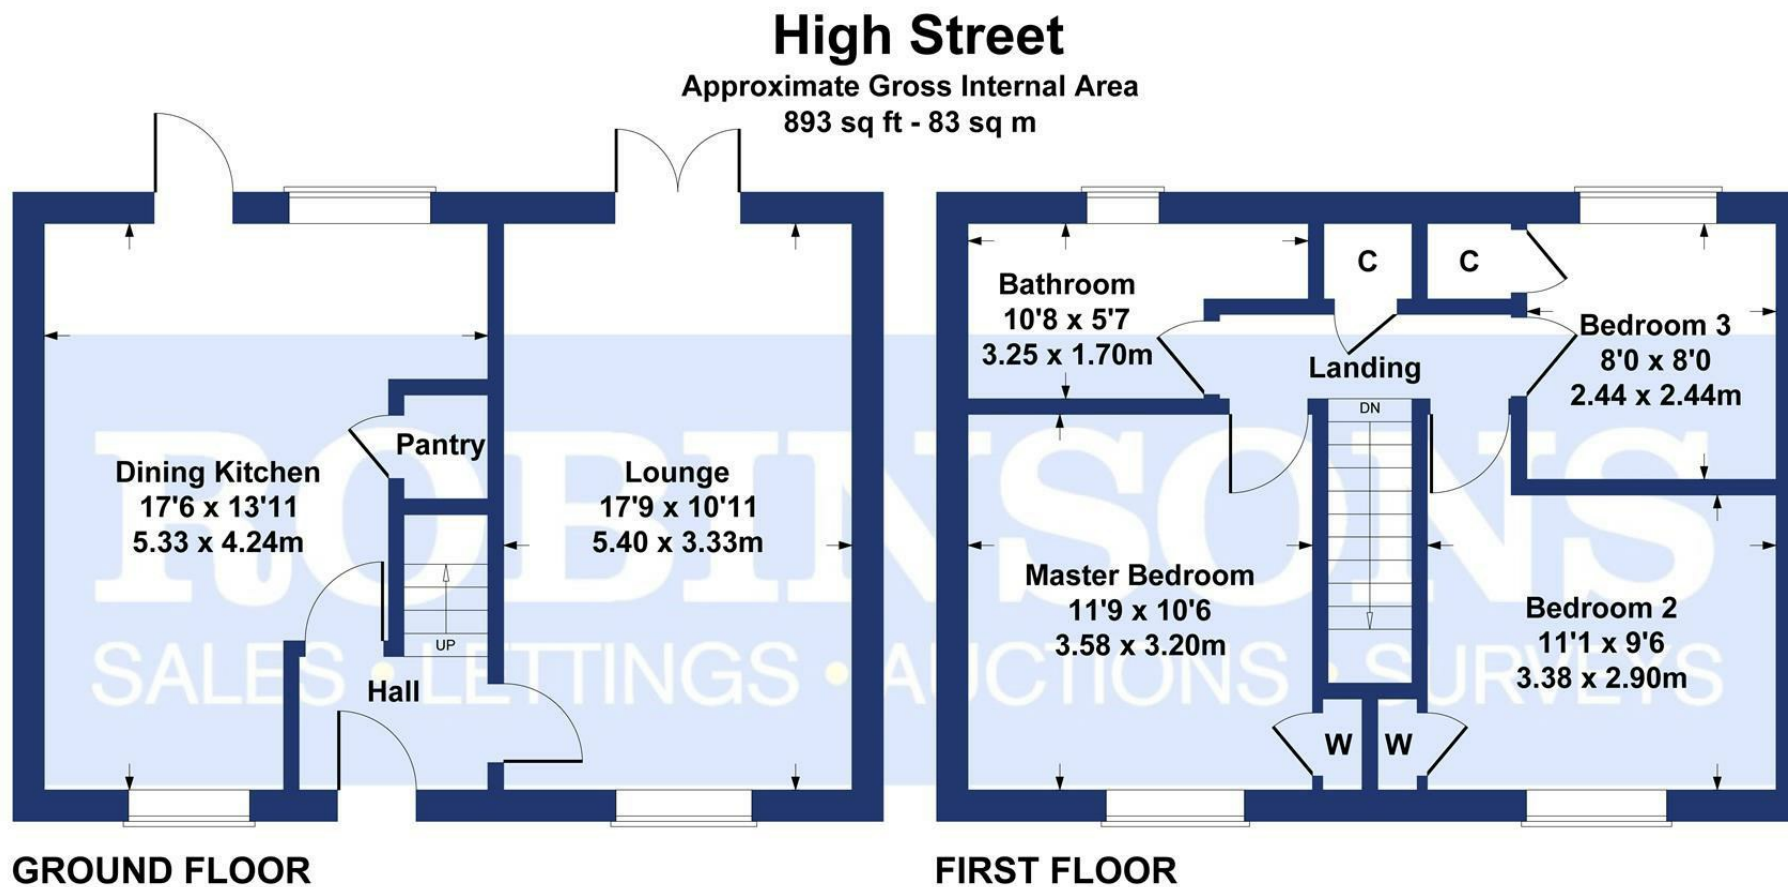 High Street
Approximate Gross Internal Area
893 sq ft - 83 sq m
Dining Kitchen
17'6 x 13'11
5.33 x 4.24m
Pantry
UP
Hall
Lounge
17'9 x 10'11
5.40 x 3.33m
Bathroom
10'8 x 5'7
3.25 x 1.70m
C
C
Landing
DN
Bedroom 3
8'0 x 8'0
2.44 x 2.44m
Master Bedroom
11'9 x 10'6
3.58 x 3.20m
Bedroom 2
11'1 x 9'6
3.38 x 2.90m
W
W
ROBINSONS
SALES • LETTINGS • AUCTIONS • SURVEYS
GROUND FLOOR
FIRST FLOOR